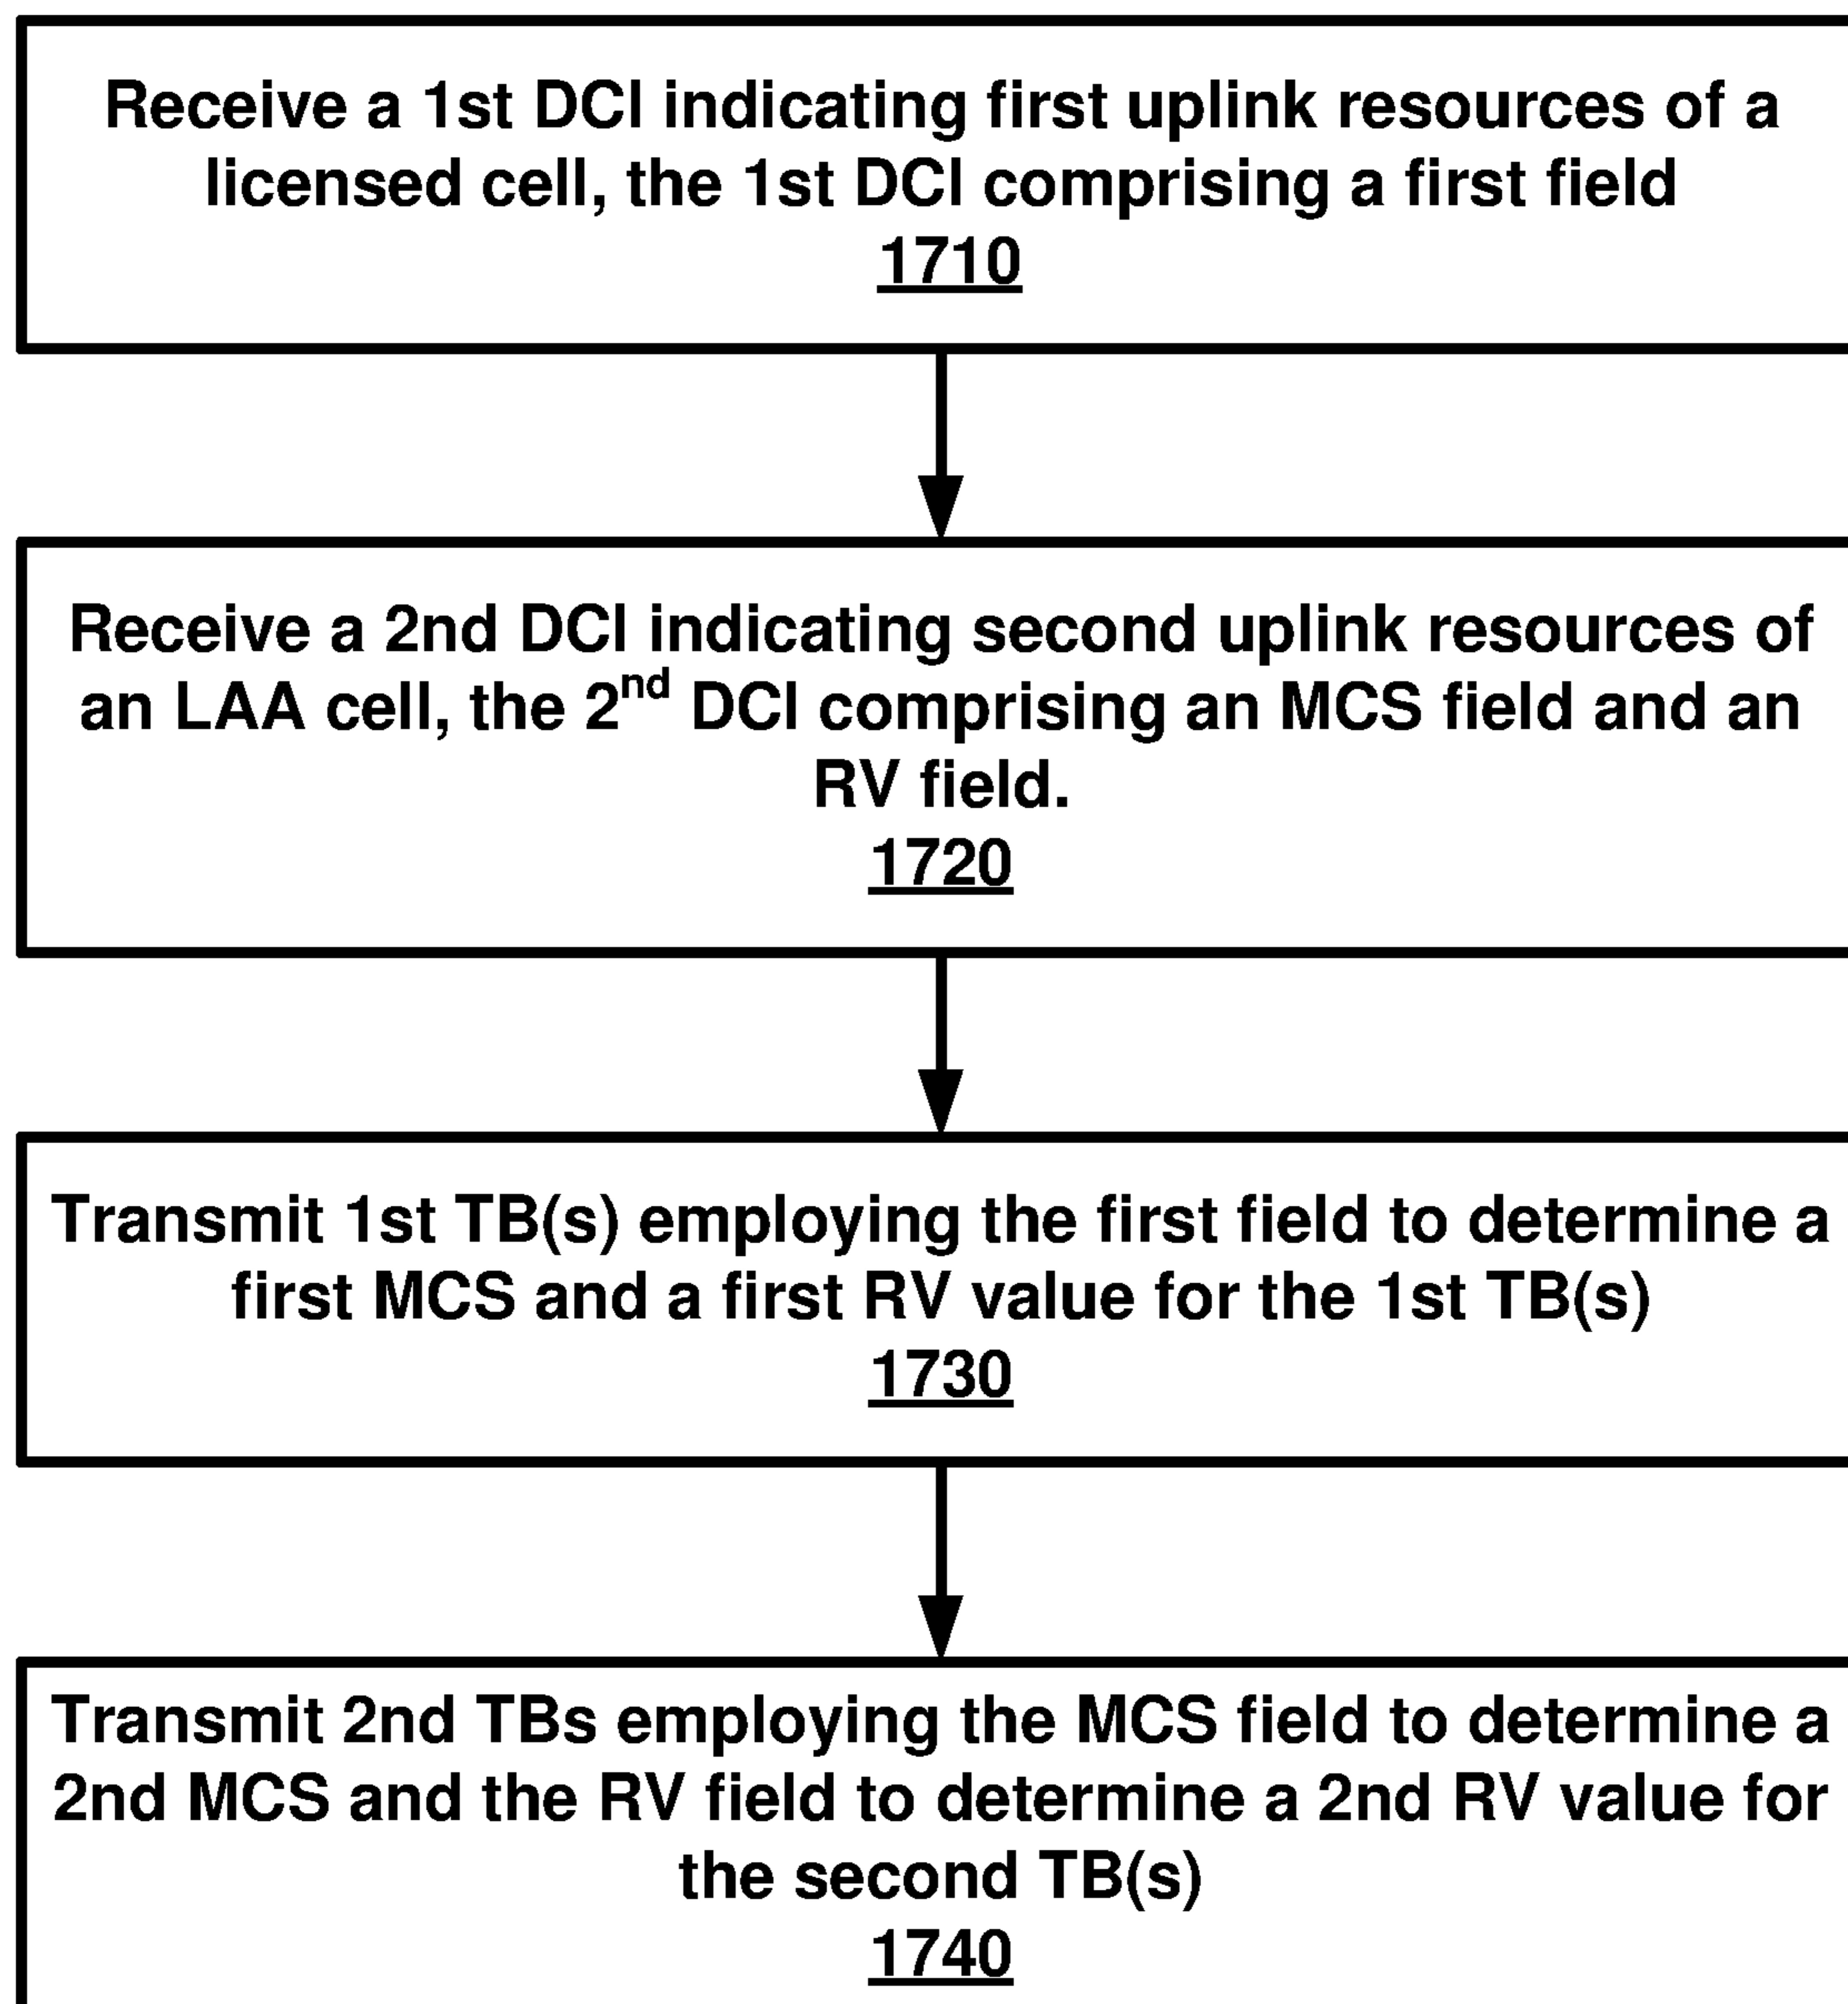 Receive a 1st DCI indicating first uplink resources of a
licensed cell, the 1st DCI comprising a first field
1710
Receive a 2nd DCI indicating second uplink resources of
an LAA cell, the 2nd DCI comprising an MCS field and an
RV field.
1720
Transmit 1st TB(s) employing the first field to determine a
first MCS and a first RV value for the 1st TB(s)
1730
Transmit 2nd TBs employing the MCS field to determine a
2nd MCS and the RV field to determine a 2nd RV value for
the second TB(s)
1740